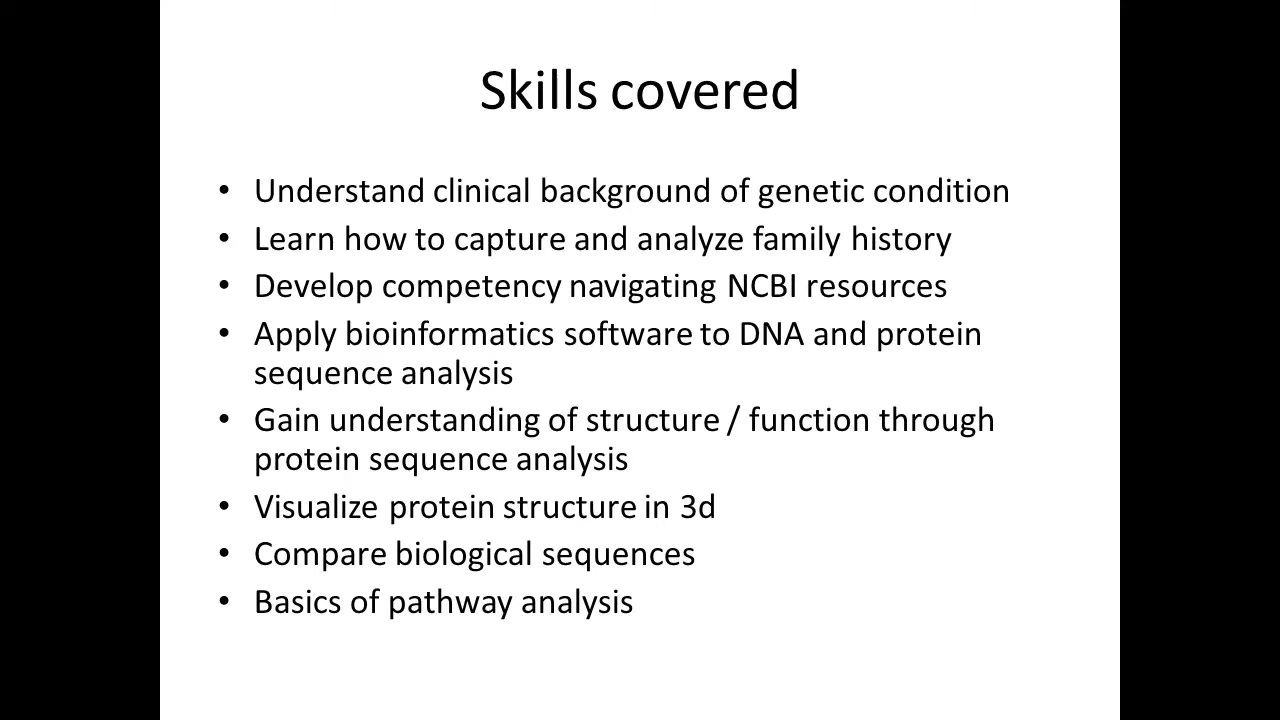 Skills covered
• Understand clinical background of genetic condition
• Learn how to capture and analyze family history
• Develop competency navigating NCBI resources
• Apply bioinformatics software to DNA and protein
sequence analysis
• Gain understanding of structure / function through
protein sequence analysis
• Visualize protein structure in 3d
• Compare biological sequences
• Basics of pathway analysis